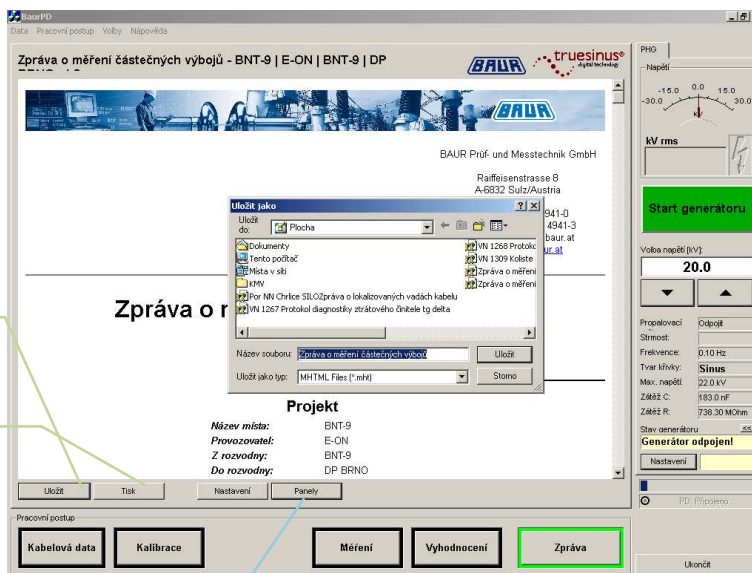 BaurPD
Data Pracovní postup Volby Nápověda
Zpráva o měření částečných výbojů - BNT-9 | E-ON | BNT-9 | DP
BAUR
truesinus®
digital technology
BAUR
BAUR Prüf- und Messtechnik GmbH
Raiffeisenstrasse 8
A-6832 Sulz/Austria
4941-0
4941-3
baur.at
ur.at
Zpráva o
Uložit jako
Uložit
do:
Plocha
Dokumenty
Tento počítač
Místa v síti
KMV
Por NN Chrlice SILOZpráva o lokalizovaných vadách kabelu
VN 1267 Protokol diagnostiky ztrátového činitele tg delta
VN 1268 Protokc
VN 1309 Koliste
Zpráva o měření
Zpráva o měření
Název souboru:
Zpráva o měření částečných výbojů
Uložit
Uložit jako typ:
MHTML Files (*.mht)
Storno
Projekt
Název místa: BNT-9
Provozovatel: E-ON
Z rozvodny: BNT-9
Do rozvodny: DP BRNO
Uložit
Tisk
Nastavení
Panely
Pracovní postup
Kabelová data
Kalibrace
Měření
Vyhodnocení
Zpráva
PHG
Napětí
-30.0 -15.0 0.0 15.0 30.0
kV
kV rms
Start generátoru
Volba napětí [kV]:
20.0
Propalovací Odpojit
Strmost:
Frekvence: 0.10 Hz
Tvar křivky: Sinus
Max. napětí: 22.0 kV
Zátěž C: 183.0 nF
Zátěž R: 738.30 MOhm
Stav generátoru <<
Generátor odpojen!
Nastavení
PD: Připojeno
Ukončit